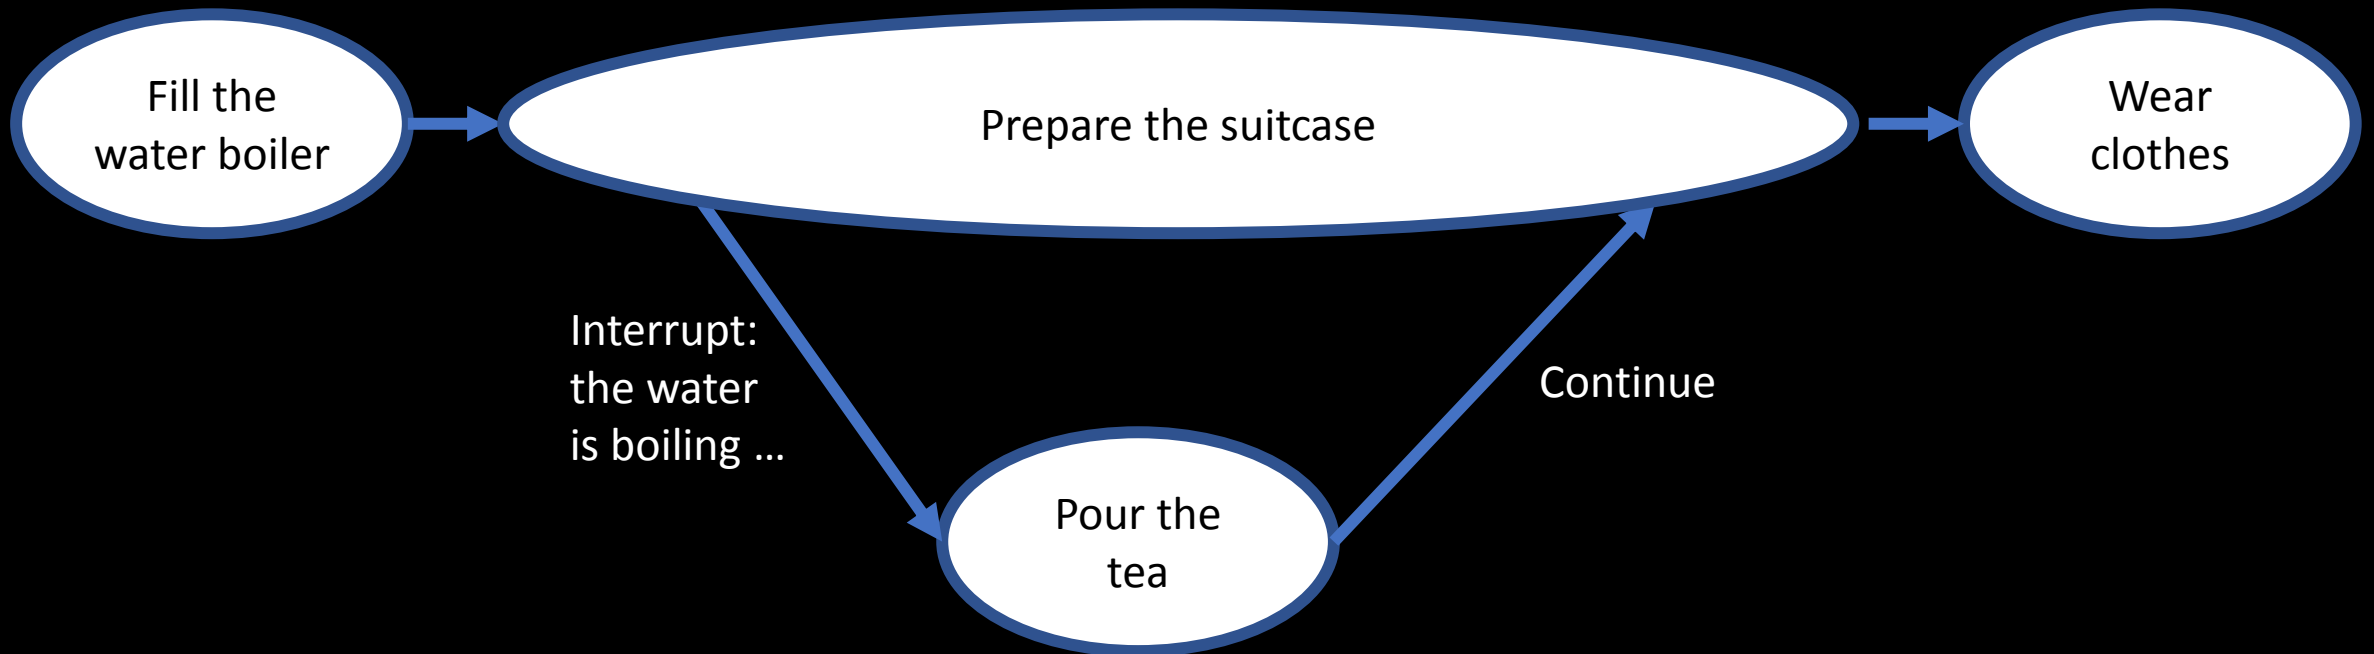 Fill the
water boiler
Prepare the suitcase
Wear
clothes
Interrupt:
the water
is boiling ...
Continue
Pour the
tea